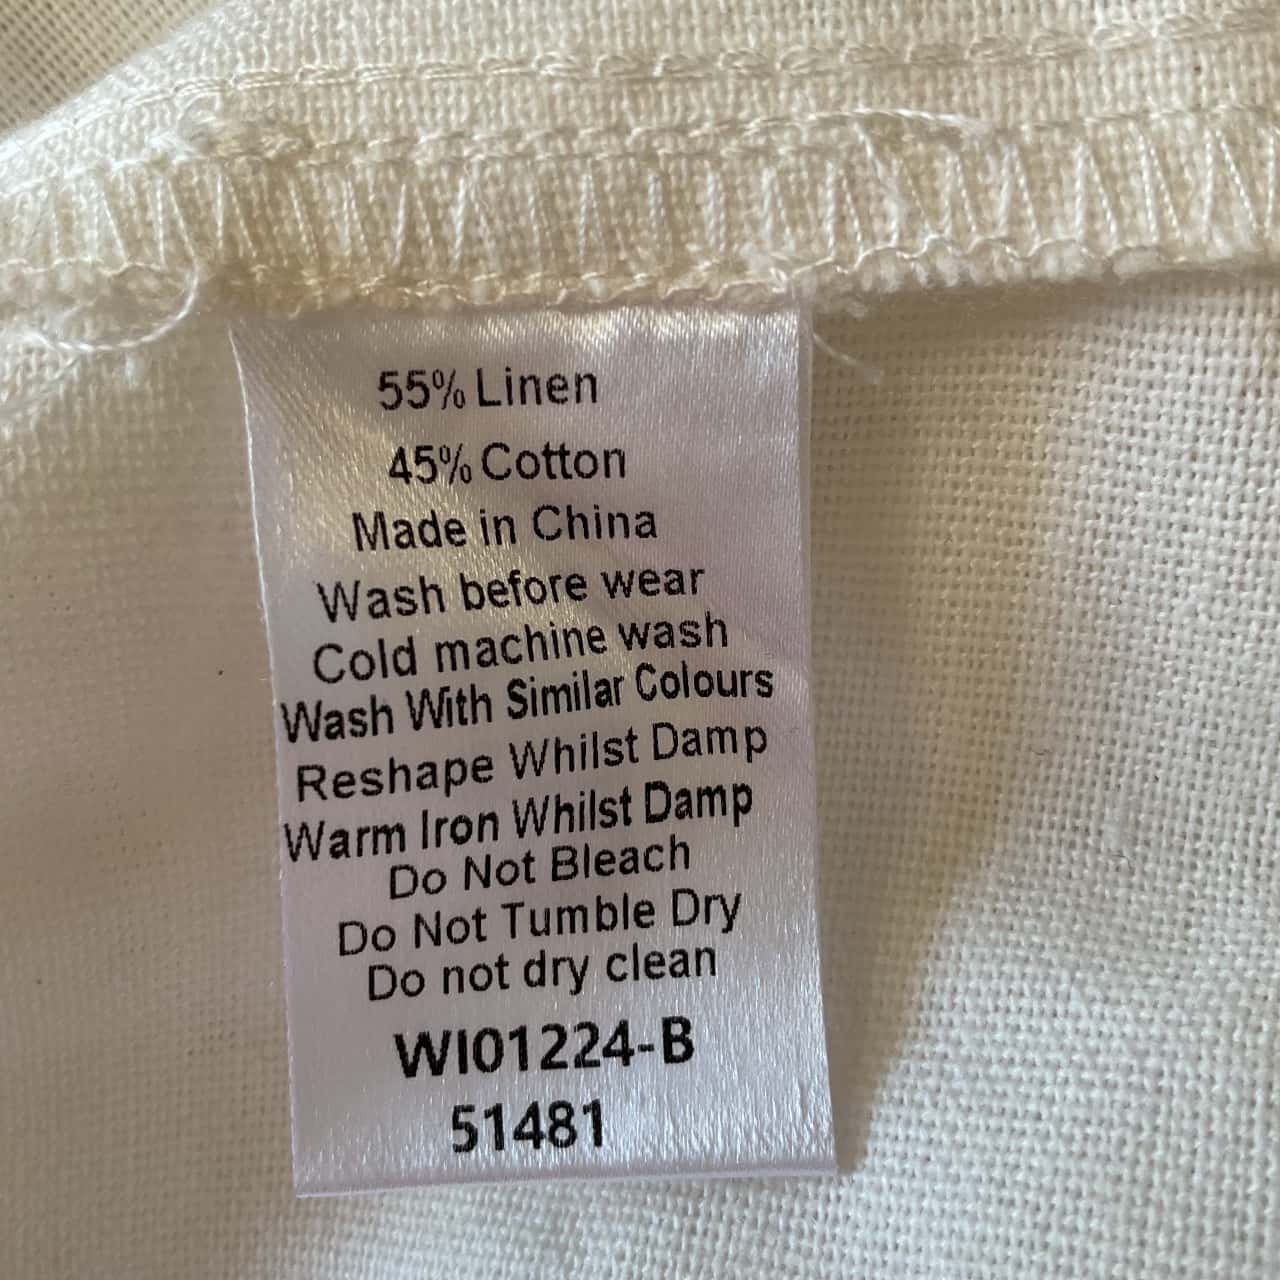 55% Linen
45% Cotton
Made in China
Wash before wear
Cold machine wash
Wash With Similar Colours
Reshape Whilst Damp
Warm Iron Whilst Damp
Do Not Bleach
Do Not Tumble Dry
Do not dry clean
WI01224-B
51481